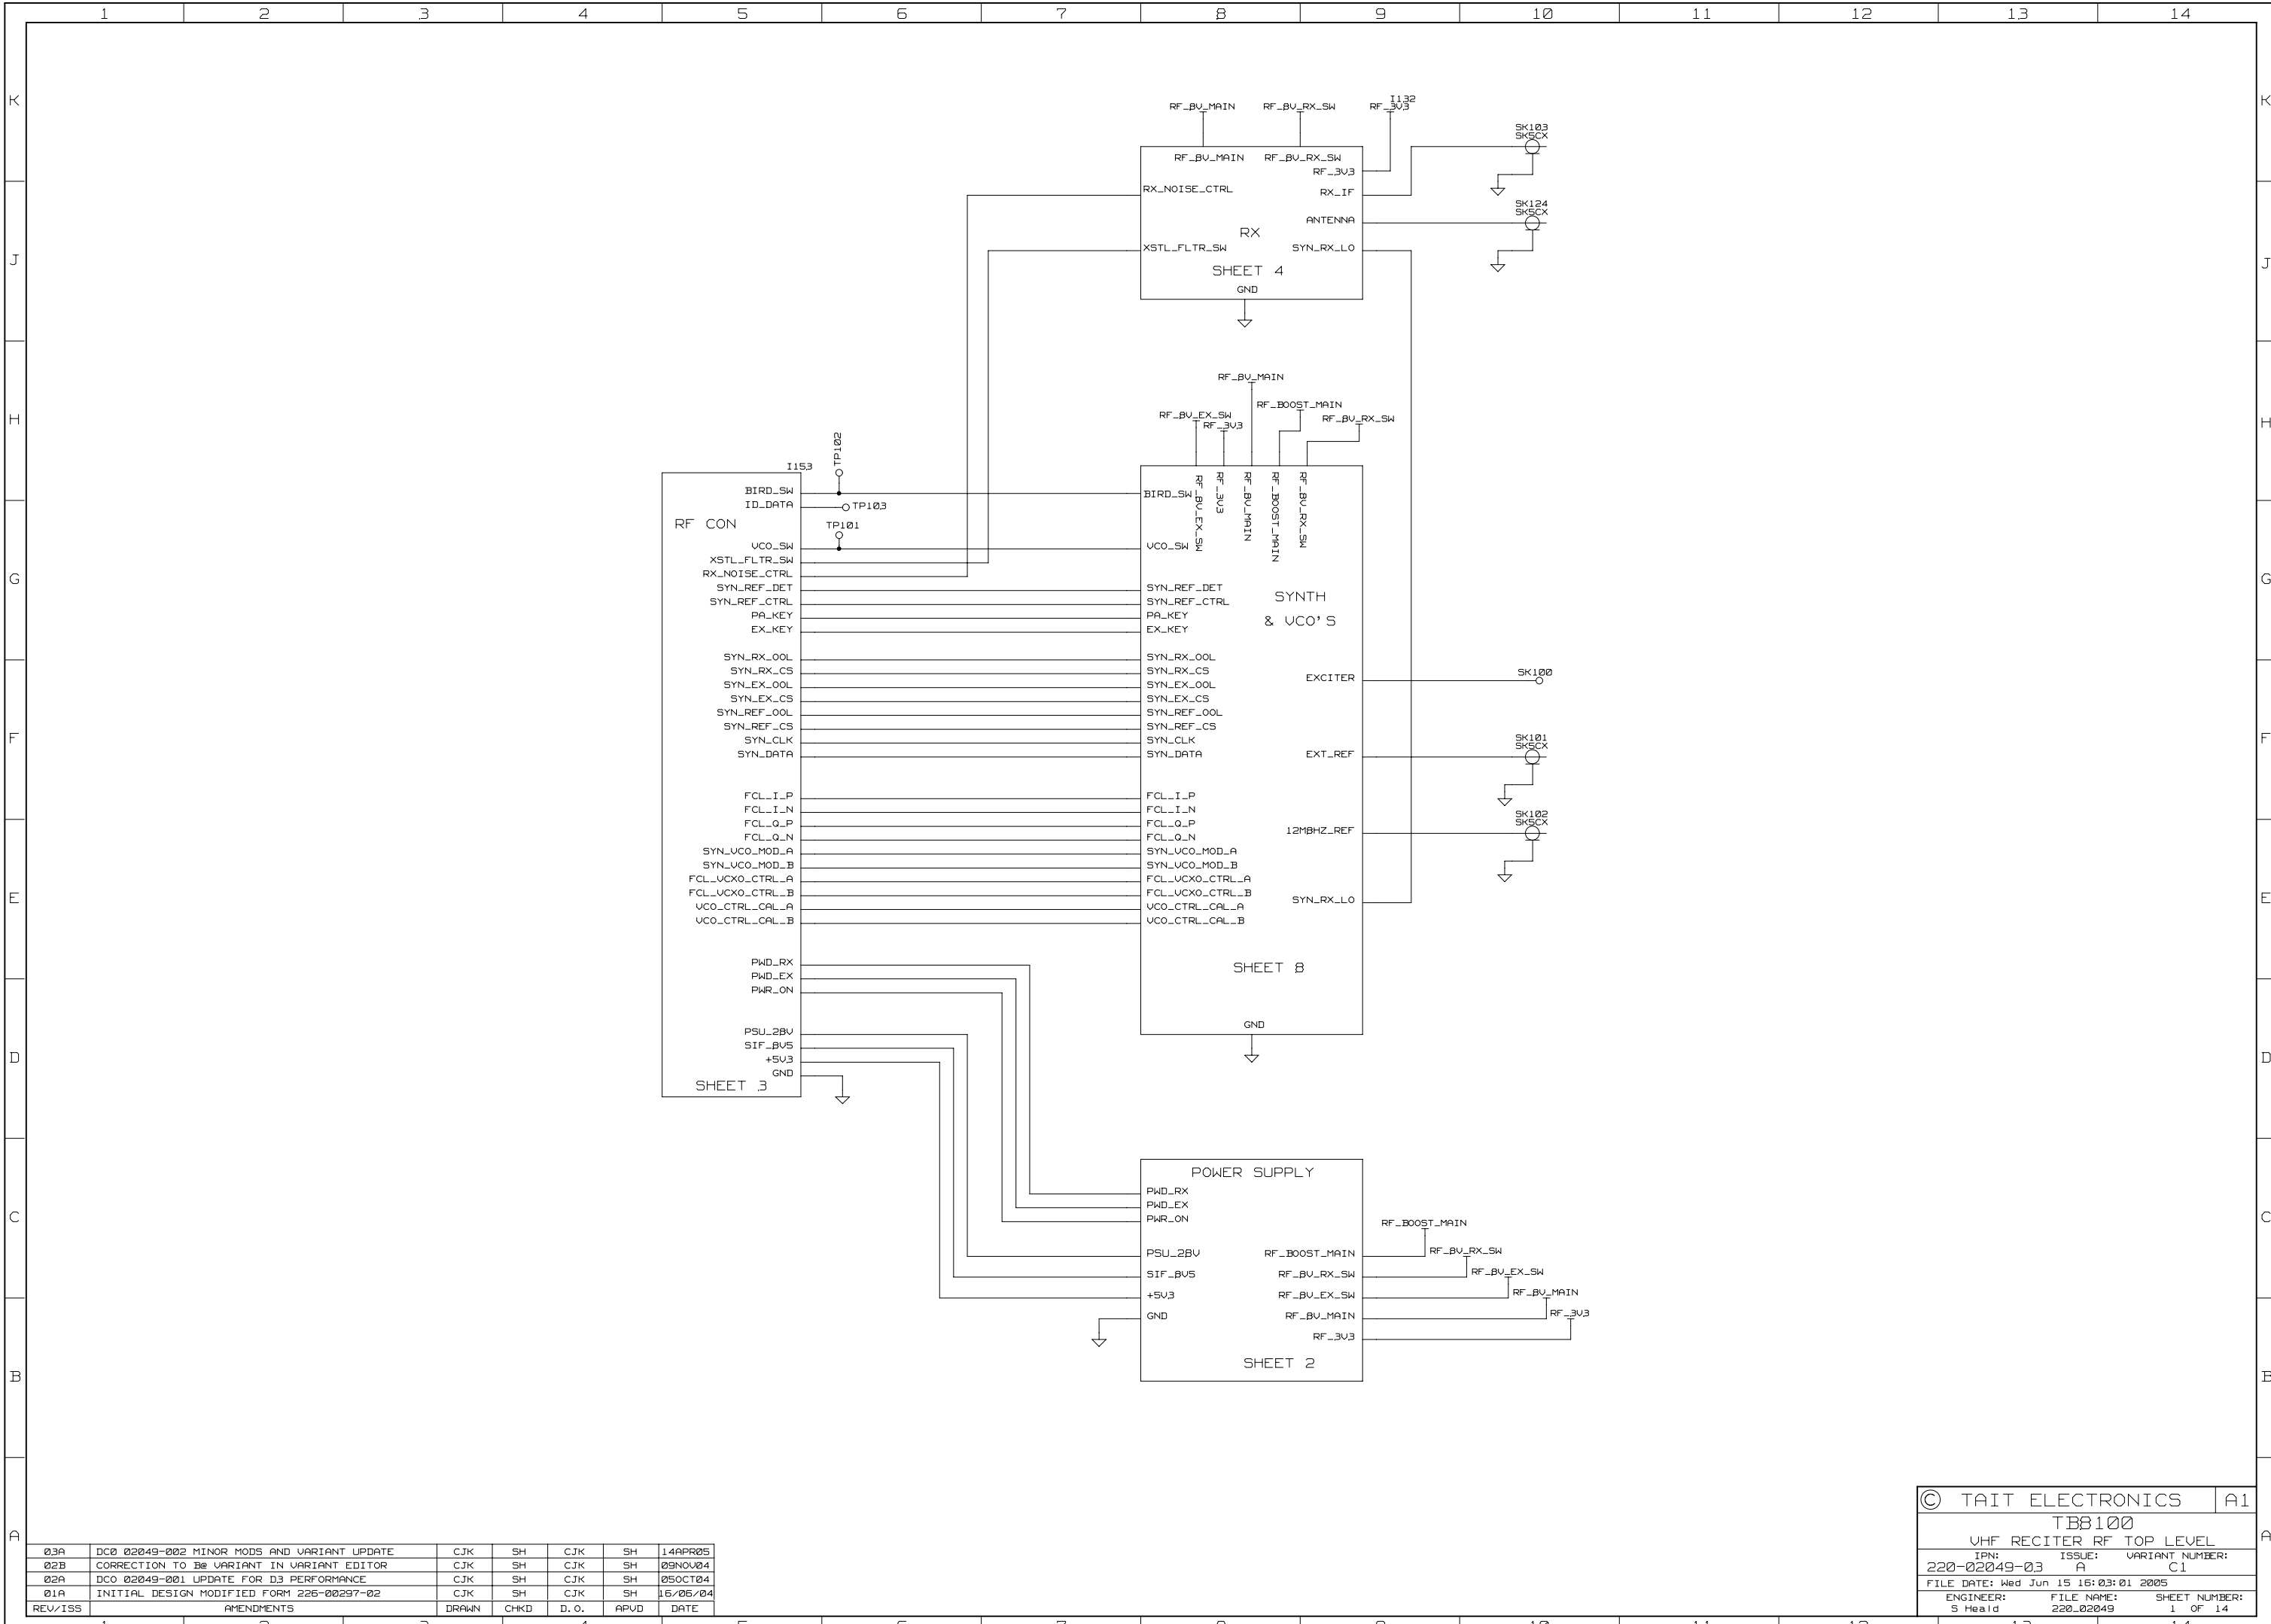 1 2 3 4 5 6 7 8 9 10 11 12 13 14
K
K
RF_8V_MAIN
RF_8V_RX_SW
I132
RF_3V3
SK103
SK5CX
RF_8V_MAIN
RF_8V_RX_SW
RF_3V3
RX_NOISE_CTRL
RX_IF
SK124
SK5CX
ANTENNA
RX
XSTL_FLTR_SW
SYN_RX_LO
J
J
SHEET 4
GND
RF_8V_MAIN
RF_BOOST_MAIN
RF_8V_EX_SW
RF_3V3
RF_8V_RX_SW
H
H
TP102
I153
BIRD_SW
ID_DATA
TP103
RF CON
TP101
VCO_SW
XSTL_FLTR_SW
RX_NOISE_CTRL
SYN_REF_DET
SYN_REF_CTRL
PA_KEY
EX_KEY
SYN_RX_OOL
SYN_RX_CS
SYN_EX_OOL
SYN_EX_CS
SYN_REF_OOL
SYN_REF_CS
SYN_CLK
SYN_DATA
FCL_I_P
FCL_I_N
FCL_Q_P
FCL_Q_N
SYN_VCO_MOD_A
SYN_VCO_MOD_B
FCL_VCXO_CTRL_A
FCL_VCXO_CTRL_B
VCO_CTRL_CAL_A
VCO_CTRL_CAL_B
PWD_RX
PWD_EX
PWR_ON
PSU_28V
SIF_8V5
+5V3
GND
SHEET 3
BIRD_SW
RF_8V_EX_SW
RF_3V3
RF_8V_MAIN
RF_BOOST_MAIN
RF_8V_RX_SW
VCO_SW
SYN_REF_DET
SYN_REF_CTRL
PA_KEY
EX_KEY
SYNTH
& VCO'S
SYN_RX_OOL
SYN_RX_CS
SYN_EX_OOL
SYN_EX_CS
SYN_REF_OOL
SYN_REF_CS
SYN_CLK
SYN_DATA
FCL_I_P
FCL_I_N
FCL_Q_P
FCL_Q_N
SYN_VCO_MOD_A
SYN_VCO_MOD_B
FCL_VCXO_CTRL_A
FCL_VCXO_CTRL_B
VCO_CTRL_CAL_A
VCO_CTRL_CAL_B
EXCITER
SK100
EXT_REF
SK101
SK5CX
12M8HZ_REF
SK102
SK5CX
SYN_RX_LO
SHEET 8
GND
G
G
F
F
E
E
D
D
POWER SUPPLY
PWD_RX
PWD_EX
PWR_ON
PSU_28V
SIF_8V5
+5V3
GND
RF_BOOST_MAIN
RF_8V_RX_SW
RF_8V_EX_SW
RF_8V_MAIN
RF_3V3
RF_BOOST_MAIN
RF_8V_RX_SW
RF_8V_EX_SW
RF_8V_MAIN
RF_3V3
SHEET 2
C
C
B
B
A
A
03A DC0 02049-002 MINOR MODS AND VARIANT UPDATE CJK SH CJK SH 14APR05
02B CORRECTION TO B@ VARIANT IN VARIANT EDITOR CJK SH CJK SH 09NOV04
02A DCO 02049-001 UPDATE FOR D3 PERFORMANCE CJK SH CJK SH 05OCT04
01A INITIAL DESIGN MODIFIED FORM 226-00297-02 CJK SH CJK SH 16/06/04
REV/ISS AMENDMENTS DRAWN CHKD D.O. APVD DATE
© TAIT ELECTRONICS A1
TB8100
VHF RECITER RF TOP LEVEL
IPN: ISSUE: VARIANT NUMBER:
220-02049-03 A C1
FILE DATE: Wed Jun 15 16:03:01 2005
ENGINEER: FILE NAME: SHEET NUMBER:
S Heald 220_02049 1 OF 14